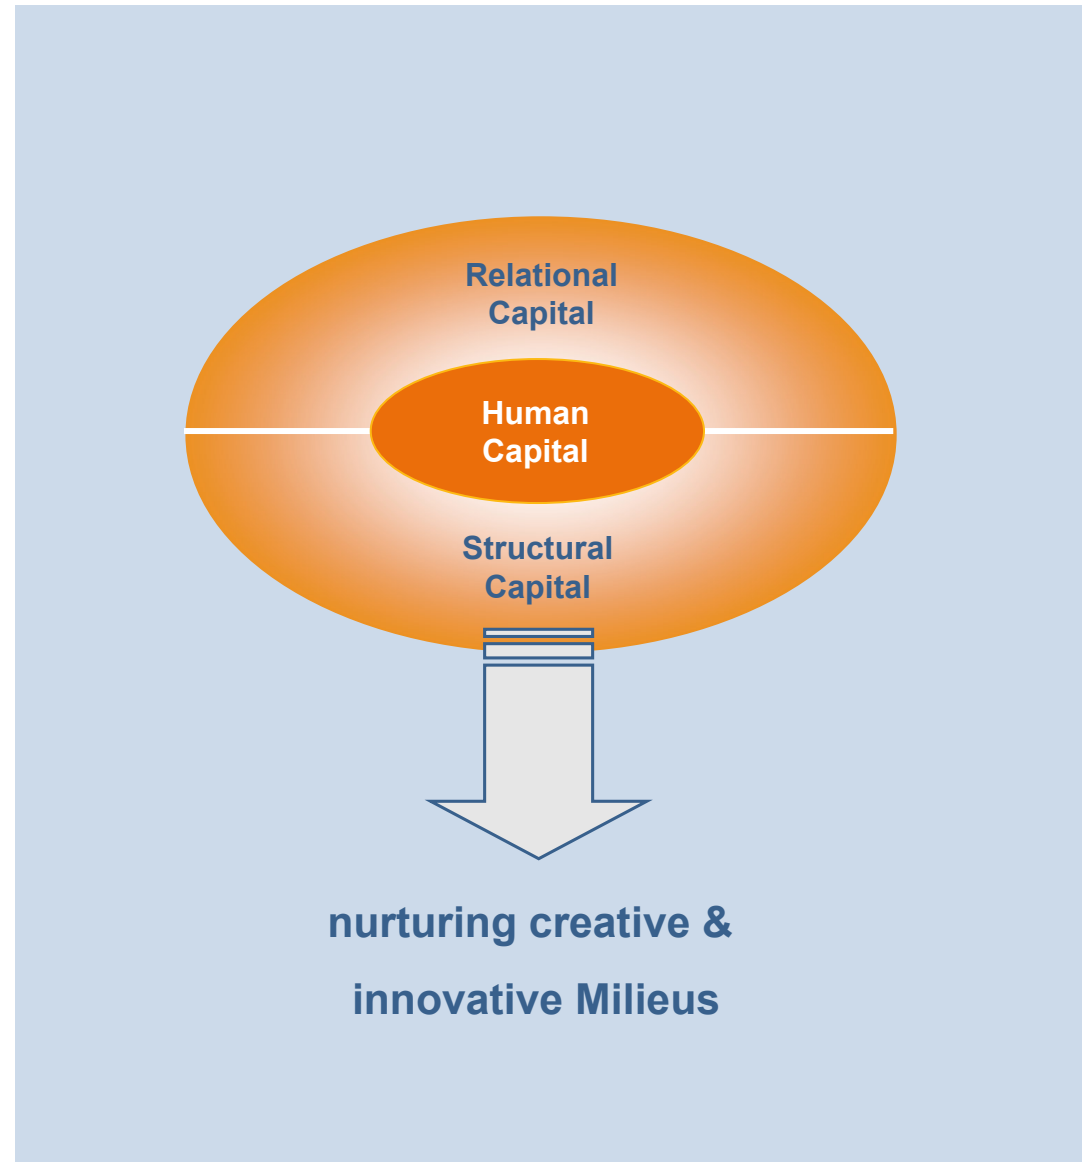 Relational
Capital
Human
Capital
Structural
Capital
nurturing creative &
innovative Milieus